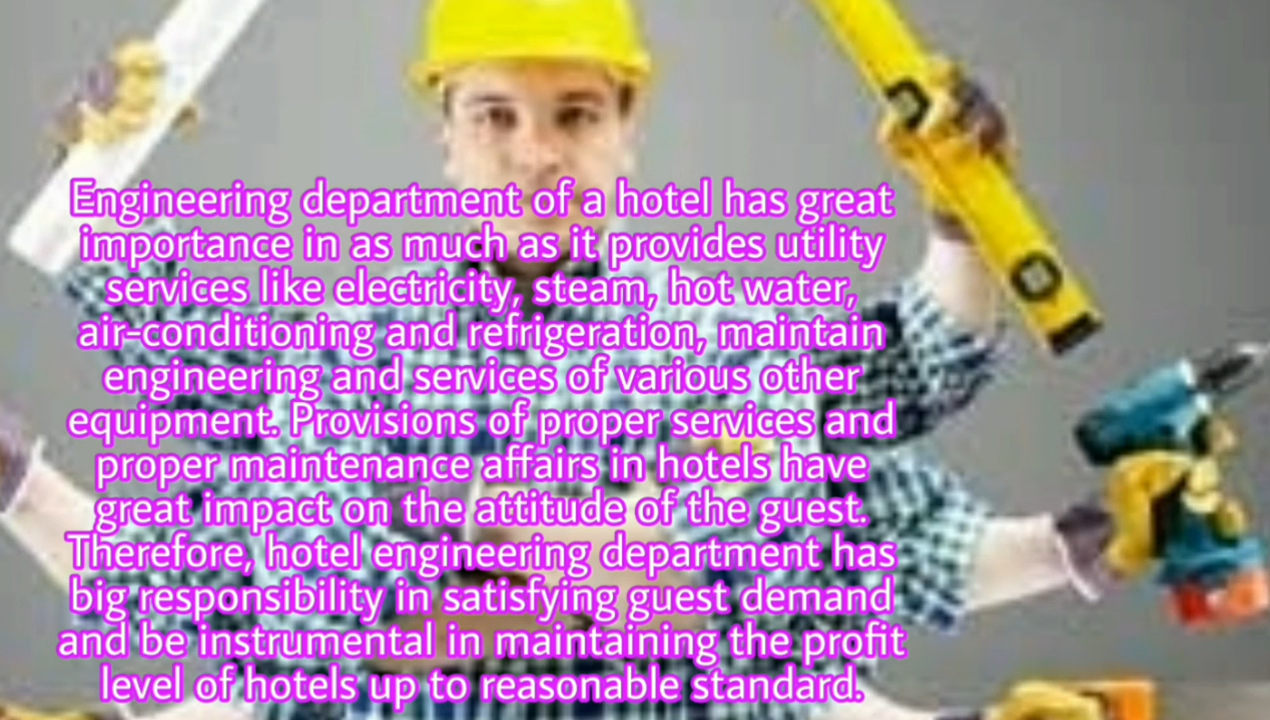 Engineering department of a hotel has great
importance in as much as it provides utility
services like electricity, steam, hot water,
air-conditioning and refrigeration, maintain
engineering and services of various other
equipment. Provisions of proper services and
proper maintenance affairs in hotels have
great impact on the attitude of the guest.
Therefore, hotel engineering department has
big responsibility in satisfying guest demand
and be instrumental in maintaining the profit
level of hotels up to reasonable standard.